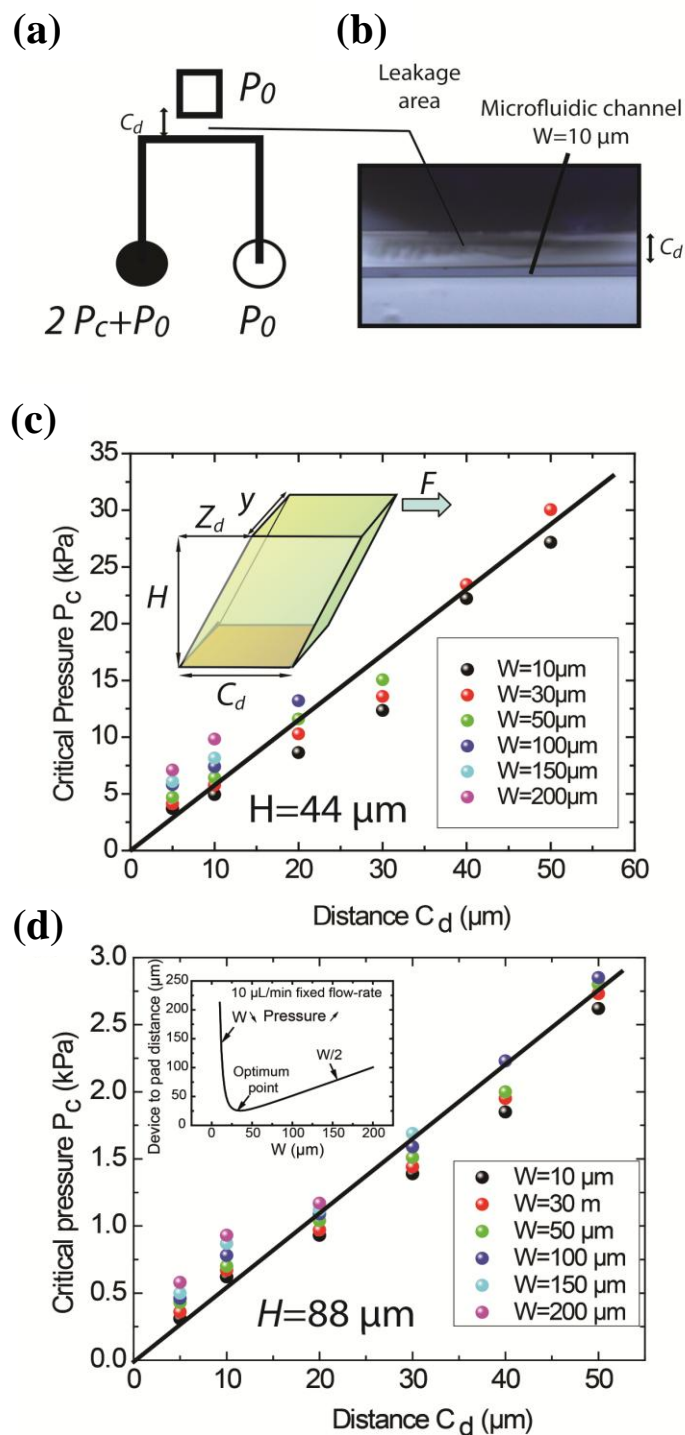 (a)
(b)
P0
Cd
2 Pc+P0
P0
Leakage
area
Microfluidic channel
W=10 µm
Cd
(c)
Critical Pressure Pc (kPa)
35
30
25
20
15
10
5
0
y
F
Zd
H
Cd
W=10µm
W=30µm
W=50µm
W=100µm
W=150µm
W=200µm
H=44 µm
0 10 20 30 40 50 60
Distance Cd (µm)
(d)
Critical pressure Pc (kPa)
3.0
2.5
2.0
1.5
1.0
0.5
0.0
Device to pad distance (µm)
250
200
150
100
50
0
10 µL/min fixed flow-rate
W ↘ Pressure ↗
Optimum
point
W/2
0 50 100 150 200
W (µm)
W=10 µm
W=30 m
W=50 µm
W=100 µm
W=150 µm
W=200 µm
H=88 µm
0 10 20 30 40 50
Distance Cd (µm)